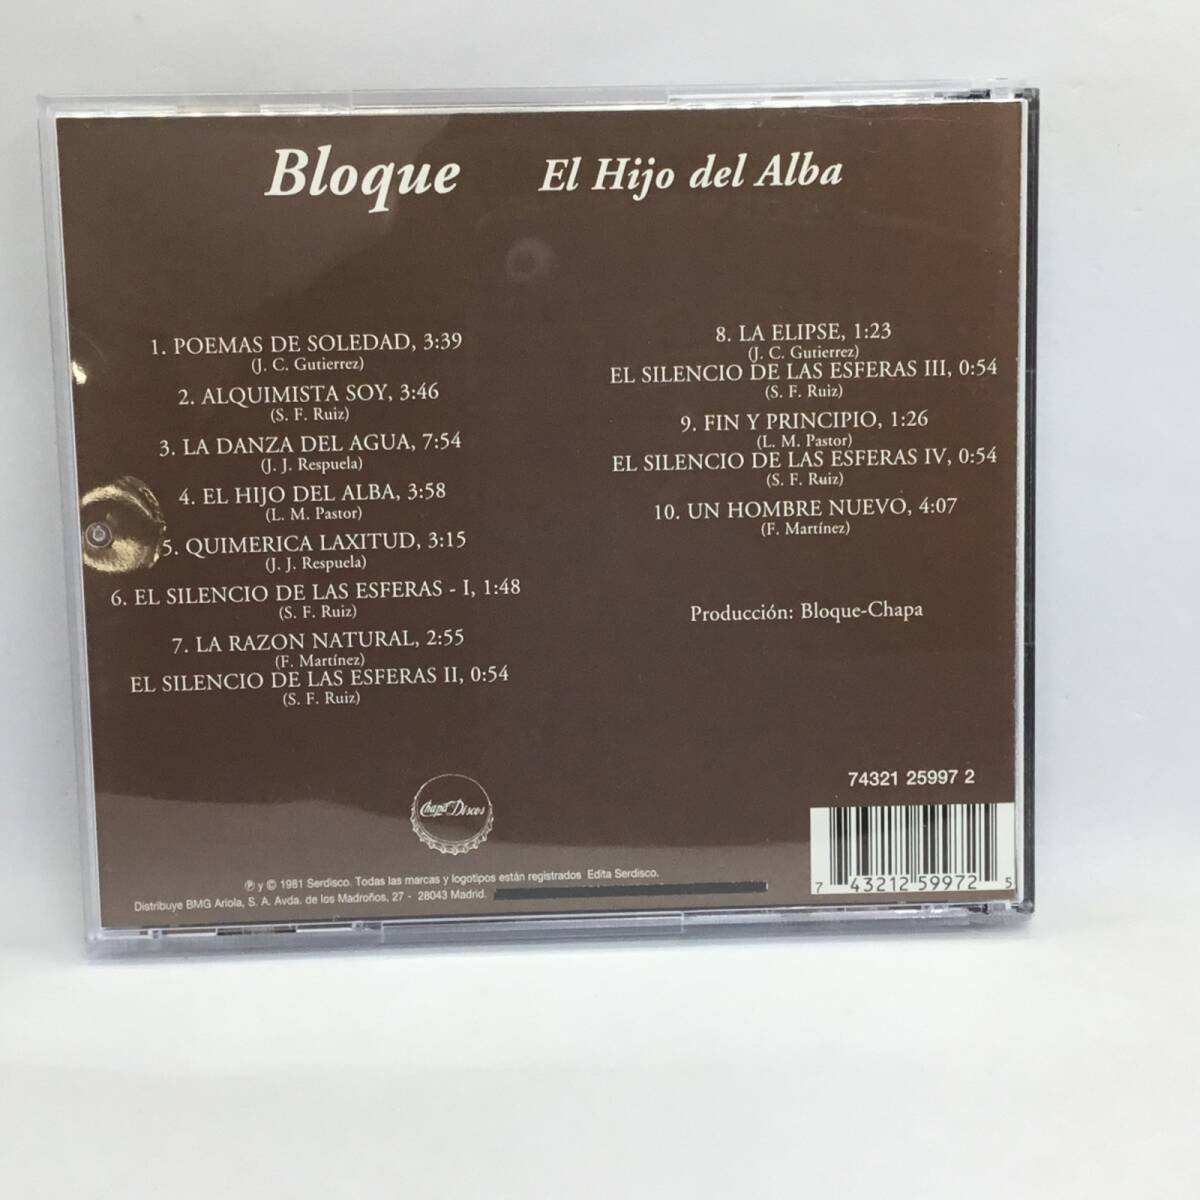 Bloque
El Hijo del Alba
1. POEMAS DE SOLEDAD, 3:39
(J. C. Gutierrez)
2. ALQUIMISTA SOY, 3:46
(S. F. Ruiz)
3. LA DANZA DEL AGUA, 7:54
(J. J. Respuela)
4. EL HIJO DEL ALBA, 3:58
(L. M. Pastor)
5. QUIMERICA LAXITUD, 3:15
(J. J. Respuela)
6. EL SILENCIO DE LAS ESFERAS - I, 1:48
(S. F. Ruiz)
7. LA RAZON NATURAL, 2:55
(F. Martínez)
EL SILENCIO DE LAS ESFERAS II, 0:54
(S. F. Ruiz)
8. LA ELIPSE, 1:23
(J. C. Gutierrez)
EL SILENCIO DE LAS ESFERAS III, 0:54
(S. F. Ruiz)
9. FIN Y PRINCIPIO, 1:26
(L. M. Pastor)
EL SILENCIO DE LAS ESFERAS IV, 0:54
(S. F. Ruiz)
10. UN HOMBRE NUEVO, 4:07
(F. Martínez)
Producción: Bloque-Chapa
74321 25997 2
Chapa Discos
℗ y © 1981 Serdisco. Todas las marcas y logotipos están registrados Edita Serdisco.
Distribuye BMG Ariola, S. A. Avda. de los Madroños, 27 - 28043 Madrid.
7 43212 59972 5